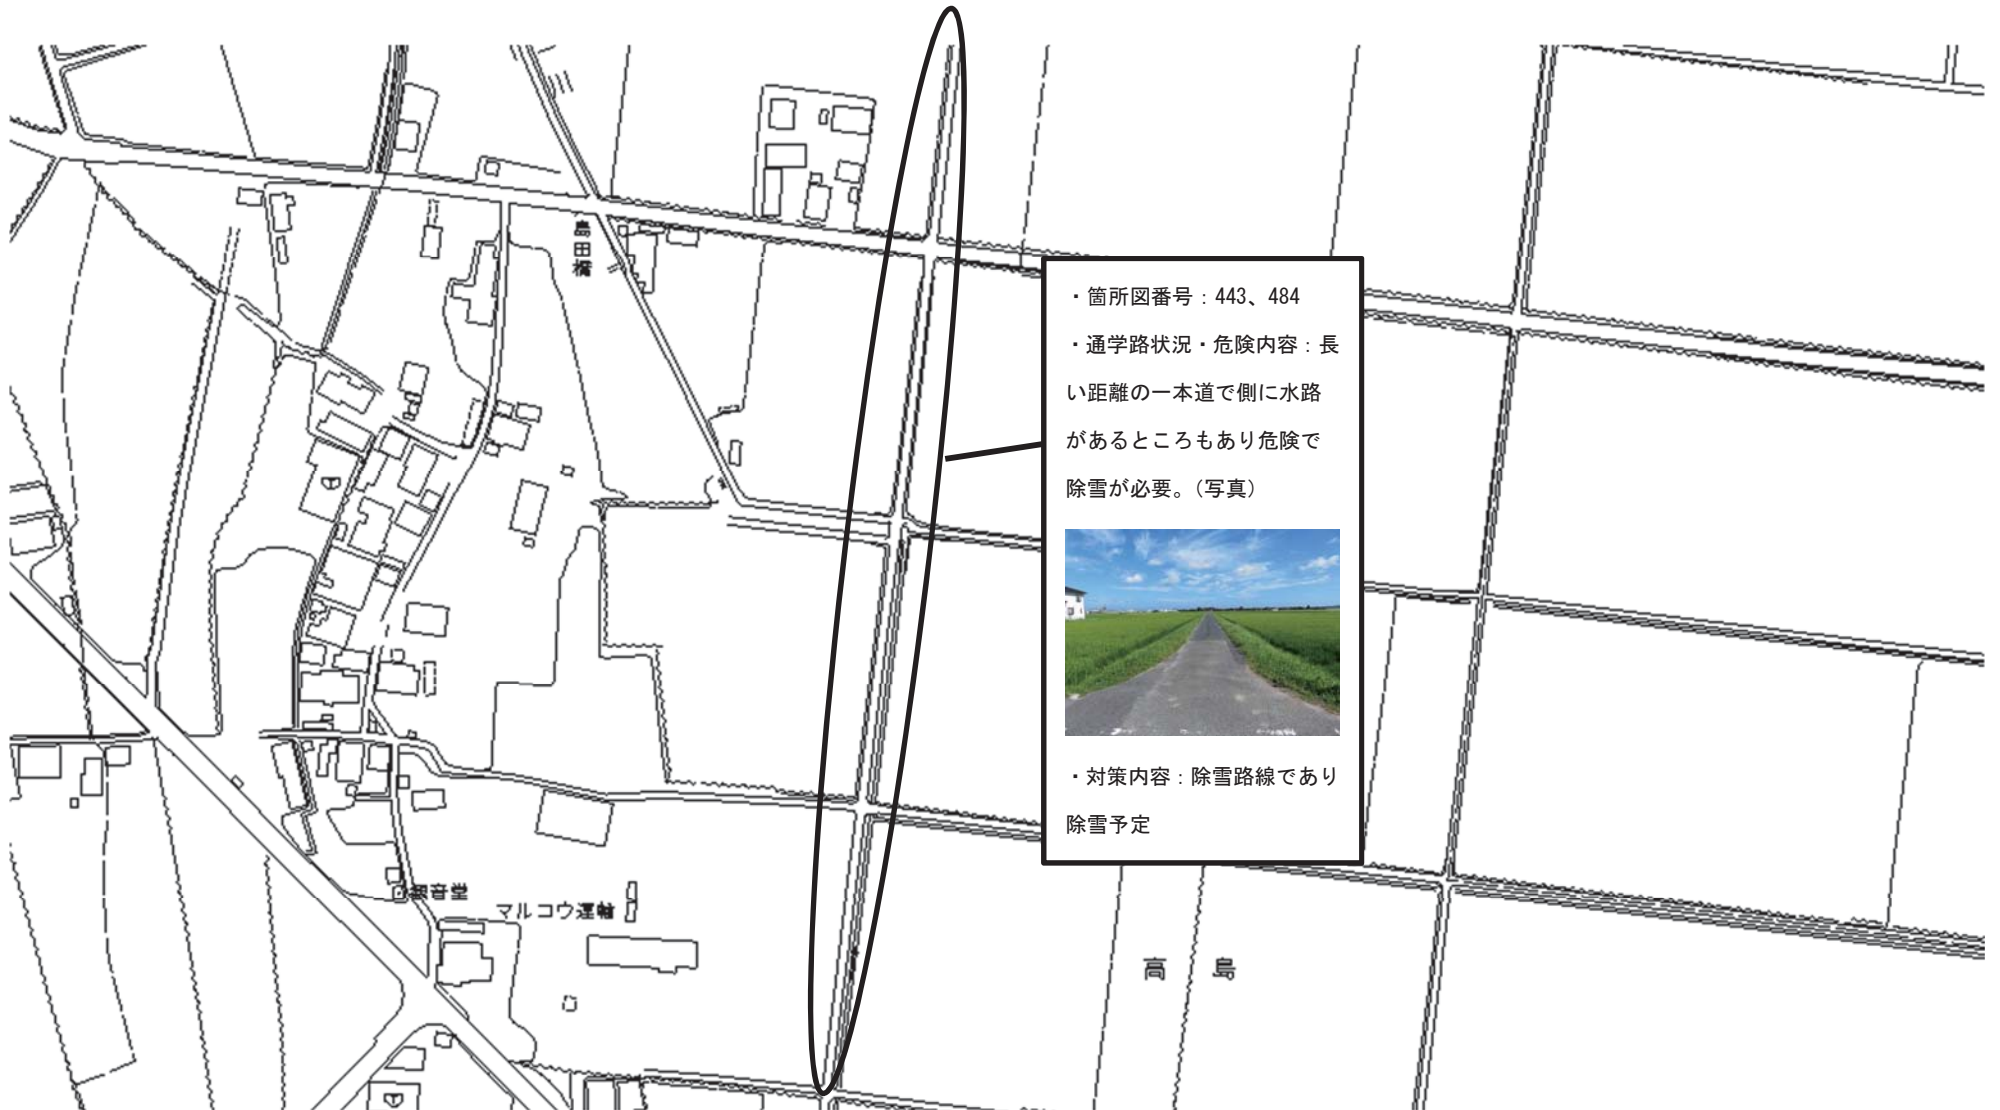 島田橋
・箇所図番号：443、484
・通学路状況・危険内容：長
い距離の一本道で側に水路
があるところもあり危険で
除雪が必要。（写真）
・対策内容：除雪路線であり
除雪予定
観音堂
マルコウ運輸
高島